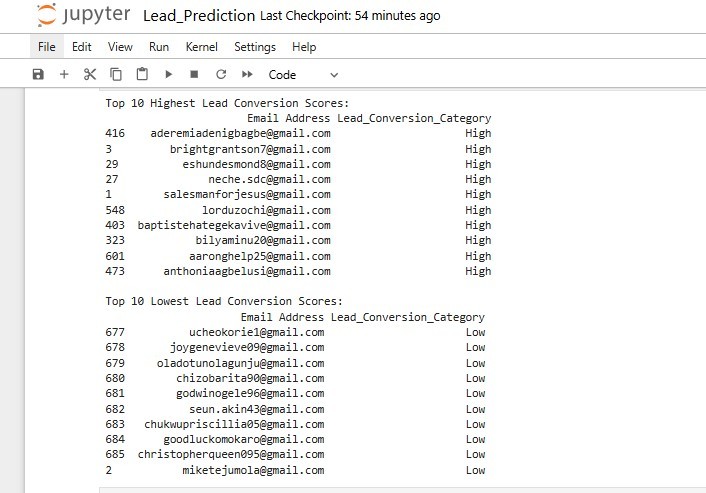 jupyter Lead_Prediction Last Checkpoint: 54 minutes ago
File Edit View Run Kernel Settings Help
Code
Top 10 Highest Lead Conversion Scores:
Email Address Lead_Conversion_Category
416 aderemiadenigbagbe@gmail.com High
3 brightgrantson7@gmail.com High
29 eshundesmond8@gmail.com High
27 neche.sdc@gmail.com High
1 salesmanforjesus@gmail.com High
548 lorduzochi@gmail.com High
403 baptistehategekavive@gmail.com High
323 bilyaminu20@gmail.com High
601 aaronghelp25@gmail.com High
473 anthoniaagbelusi@gmail.com High
Top 10 Lowest Lead Conversion Scores:
Email Address Lead_Conversion_Category
677 ucheokorie1@gmail.com Low
678 joygenevieve09@gmail.com Low
679 oladotunolagunju@gmail.com Low
680 chizobarita90@gmail.com Low
681 godwinogele96@gmail.com Low
682 seun.akin43@gmail.com Low
683 chukwupriscillia05@gmail.com Low
684 goodluckomokaro@gmail.com Low
685 christopherqueen095@gmail.com Low
2 miketejumola@gmail.com Low